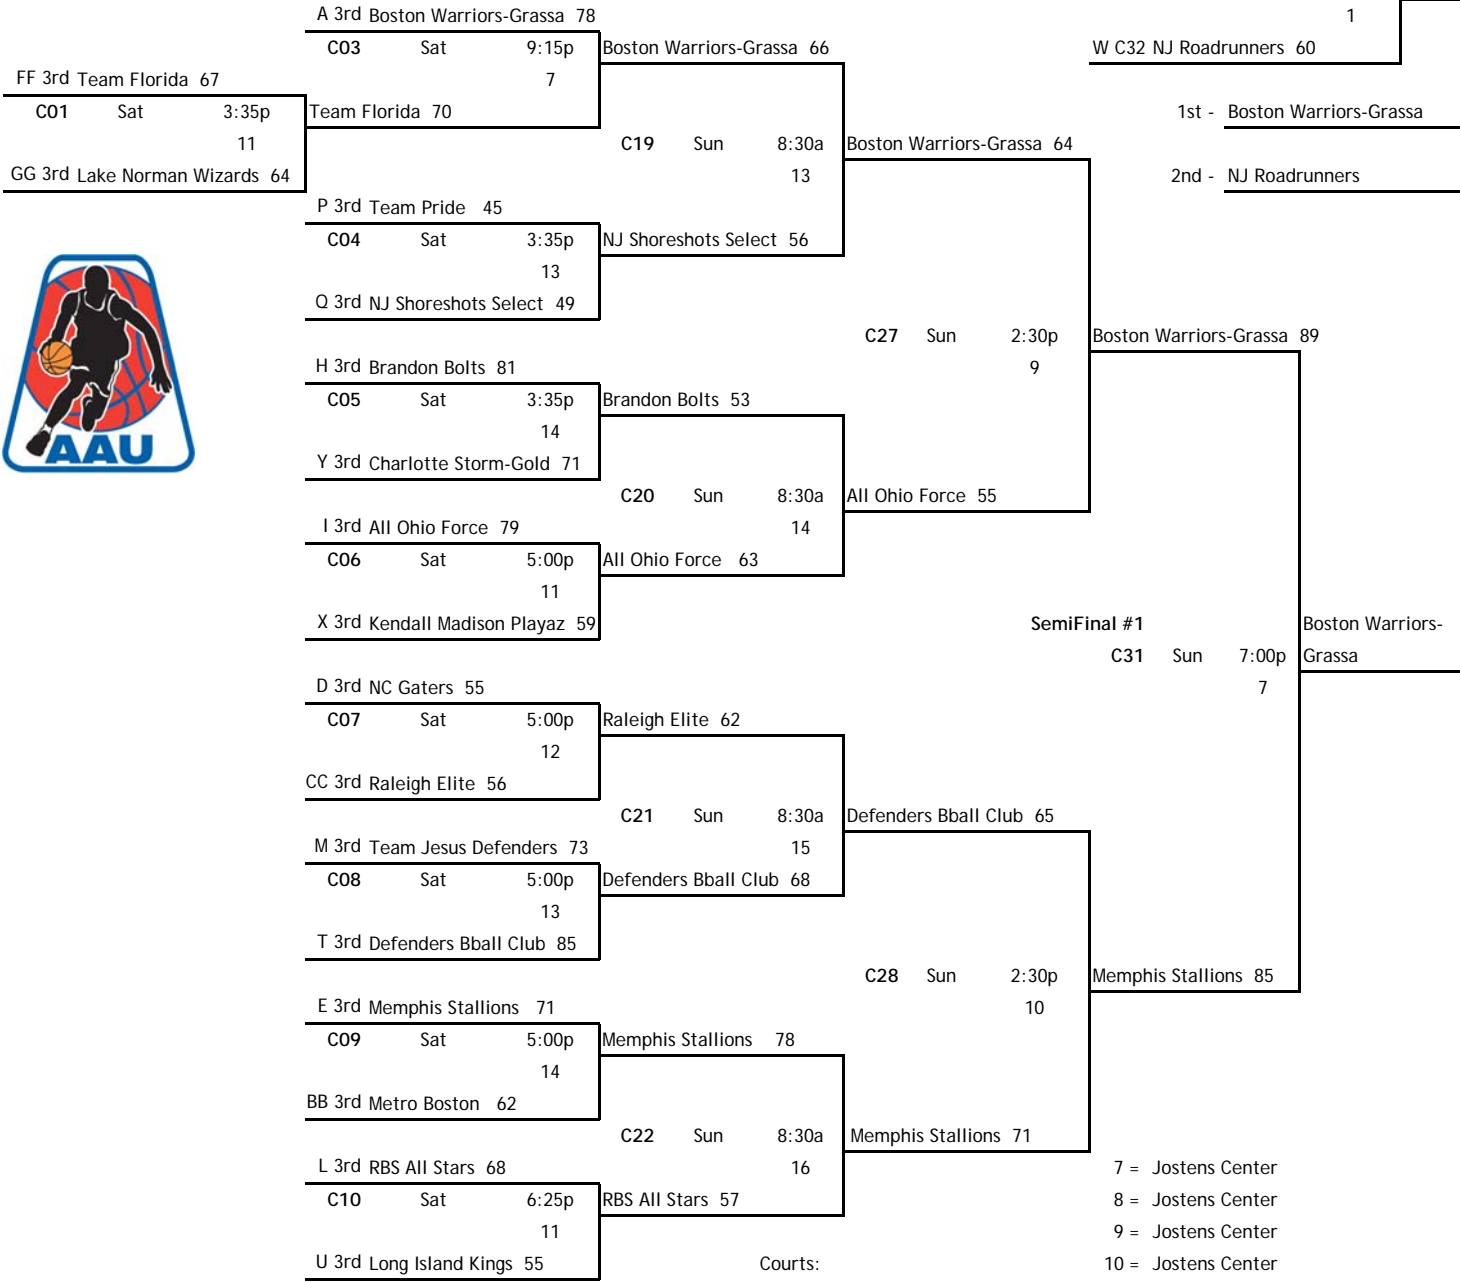 A 3rd Boston Warriors-Grassa 78
1
C03 Sat 9:15p Boston Warriors-Grassa 66
W C32 NJ Roadrunners 60
FF 3rd Team Florida 67
7
C01 Sat 3:35p Team Florida 70
1st - Boston Warriors-Grassa
11
C19 Sun 8:30a Boston Warriors-Grassa 64
GG 3rd Lake Norman Wizards 64
13
2nd - NJ Roadrunners
P 3rd Team Pride 45
C04 Sat 3:35p NJ Shoreshots Select 56
13
Q 3rd NJ Shoreshots Select 49
C27 Sun 2:30p Boston Warriors-Grassa 89
H 3rd Brandon Bolts 81
9
C05 Sat 3:35p Brandon Bolts 53
14
AAU
Y 3rd Charlotte Storm-Gold 71
C20 Sun 8:30a All Ohio Force 55
I 3rd All Ohio Force 79
14
C06 Sat 5:00p All Ohio Force 63
11
X 3rd Kendall Madison Playaz 59
SemiFinal #1 Boston Warriors-
C31 Sun 7:00p Grassa
D 3rd NC Gaters 55
7
C07 Sat 5:00p Raleigh Elite 62
12
CC 3rd Raleigh Elite 56
C21 Sun 8:30a Defenders Bball Club 65
M 3rd Team Jesus Defenders 73
15
C08 Sat 5:00p Defenders Bball Club 68
13
T 3rd Defenders Bball Club 85
C28 Sun 2:30p Memphis Stallions 85
E 3rd Memphis Stallions 71
10
C09 Sat 5:00p Memphis Stallions 78
14
BB 3rd Metro Boston 62
C22 Sun 8:30a Memphis Stallions 71
L 3rd RBS All Stars 68
16
7 = Jostens Center
C10 Sat 6:25p RBS All Stars 57
8 = Jostens Center
11
9 = Jostens Center
U 3rd Long Island Kings 55
Courts:
10 = Jostens Center